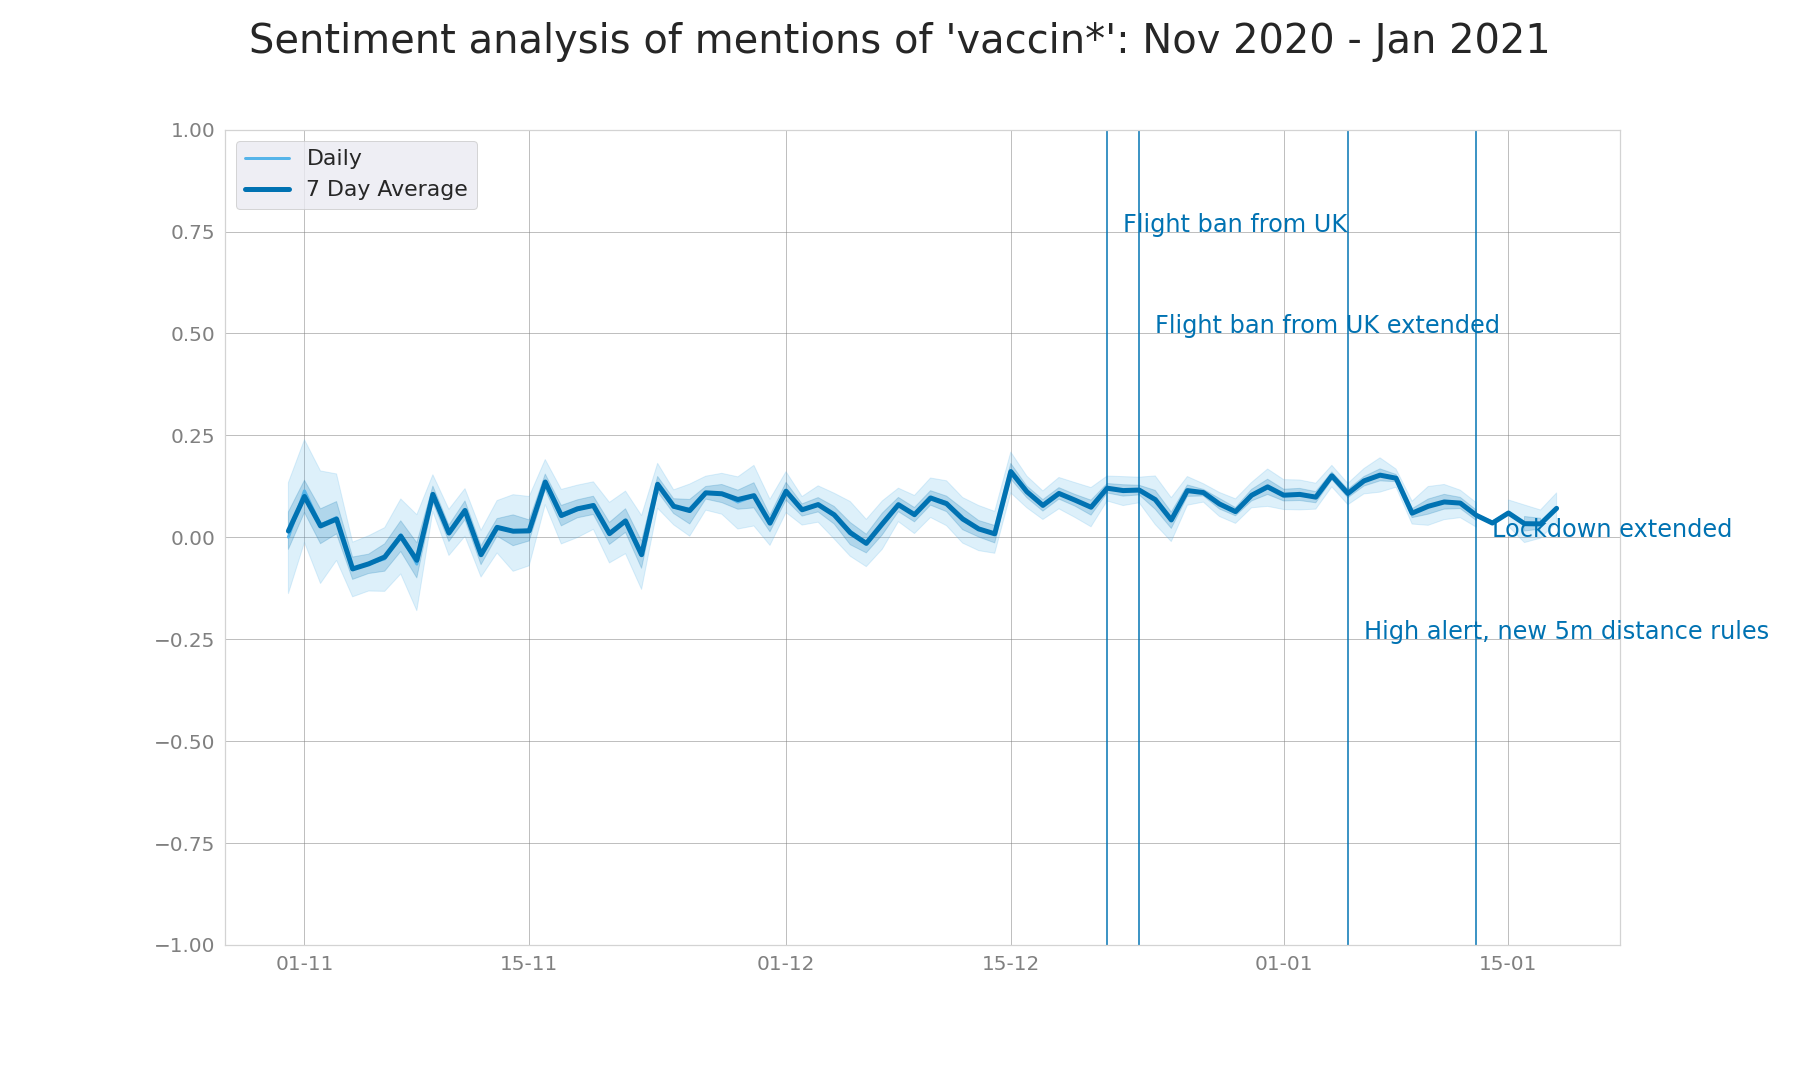 Sentiment analysis of mentions of 'vaccin*': Nov 2020 - Jan 2021
1.00
Daily
7 Day Average
Flight ban from UK
0.75
Flight ban from UK extended
0.50
0.25
0.00
Lockdown extended
−0.25
High alert, new 5m distance rules
−0.50
−0.75
−1.00
01-11
15-11
01-12
15-12
01-01
15-01